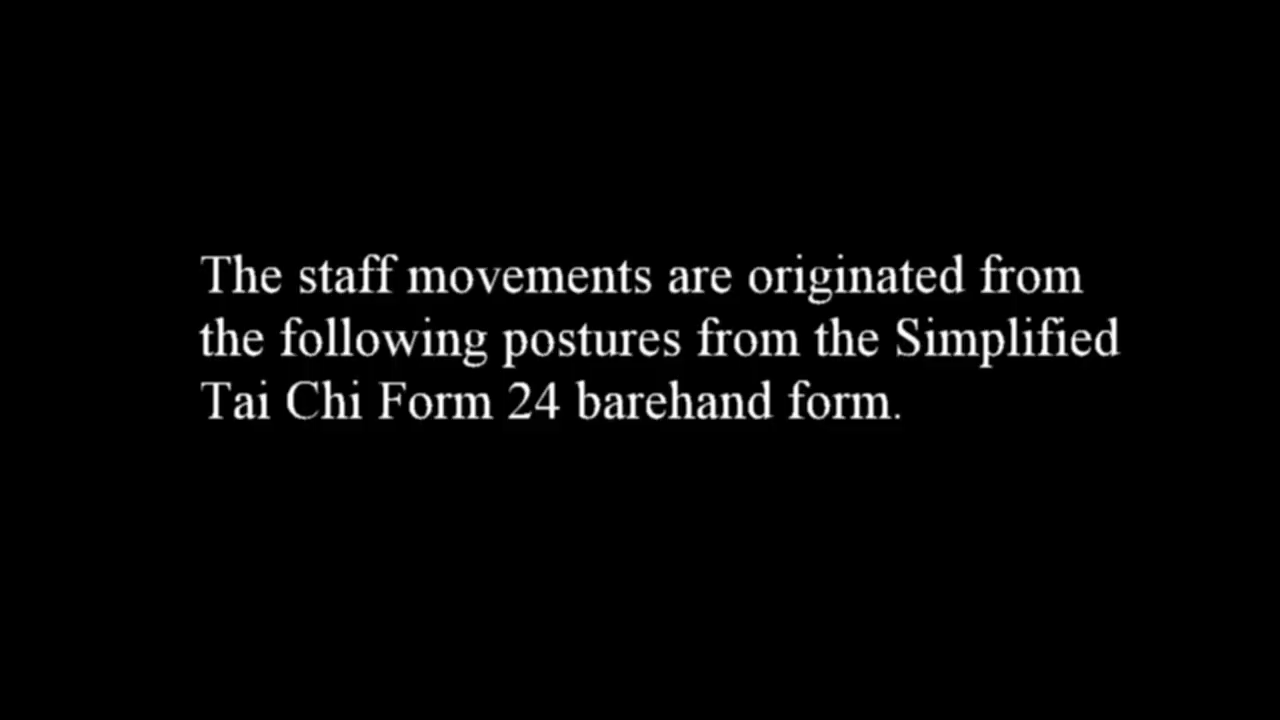 The staff movements are originated from
the following postures from the Simplified
Tai Chi Form 24 barehand form.